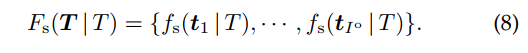 F_s(T | T) = {f_s(t_1 | T), ⋯ , f_s(t_{I^o} | T)}. (8)